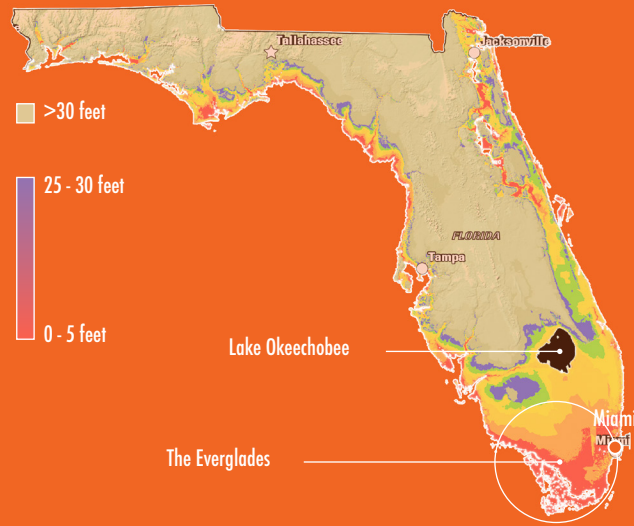 Tallahassee
Jacksonville
>30 feet
25 - 30 feet
FLORIDA
Tampa
0 - 5 feet
Lake Okeechobee
Miami
Miami
The Everglades